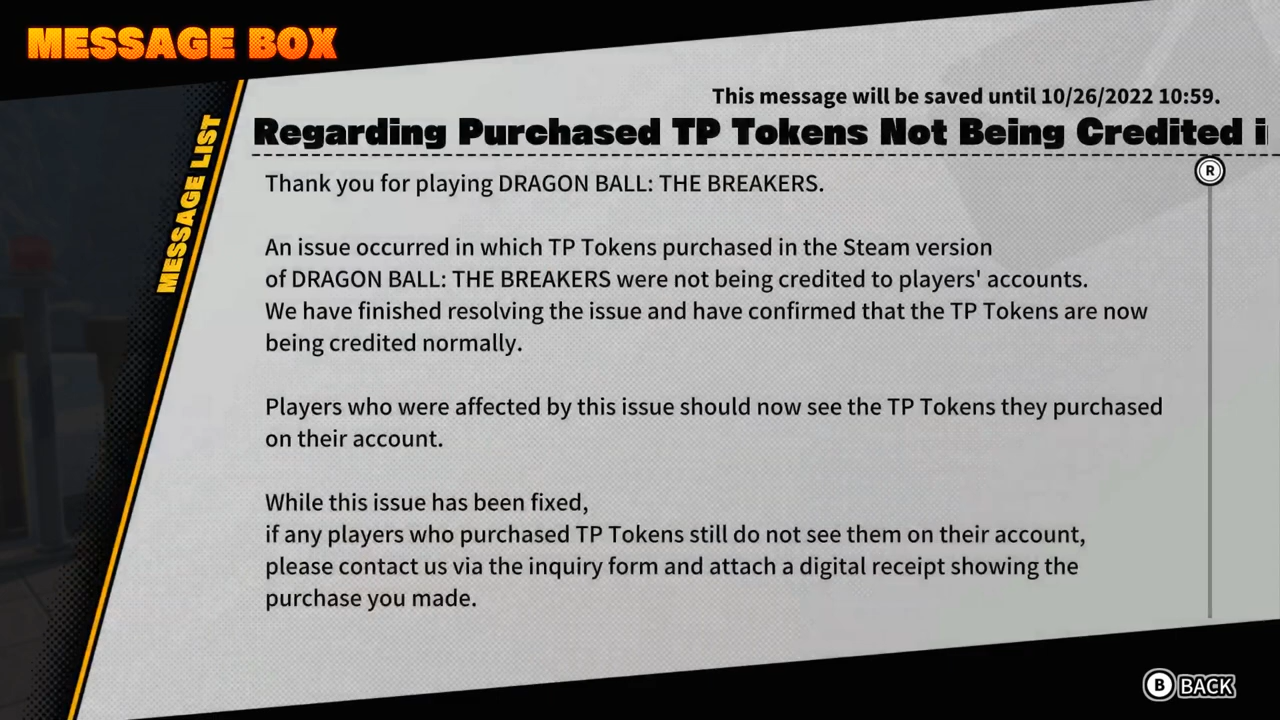 MESSAGE BOX
MESSAGE LIST
This message will be saved until 10/26/2022 10:59.
Regarding Purchased TP Tokens Not Being Credited i
R
Thank you for playing DRAGON BALL: THE BREAKERS.
An issue occurred in which TP Tokens purchased in the Steam version
of DRAGON BALL: THE BREAKERS were not being credited to players' accounts.
We have finished resolving the issue and have confirmed that the TP Tokens are now
being credited normally.
Players who were affected by this issue should now see the TP Tokens they purchased
on their account.
While this issue has been fixed,
if any players who purchased TP Tokens still do not see them on their account,
please contact us via the inquiry form and attach a digital receipt showing the
purchase you made.
B BACK